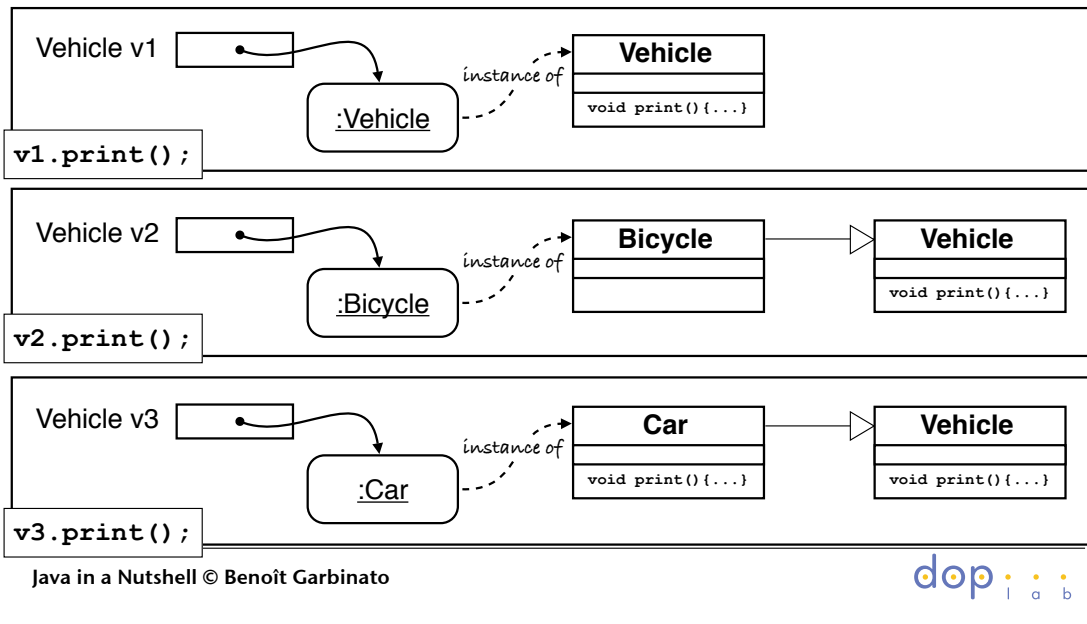 Vehicle v1
instance of
Vehicle
void print(){...}
:Vehicle
v1.print();
Vehicle v2
instance of
Bicycle
Vehicle
void print(){...}
:Bicycle
v2.print();
Vehicle v3
instance of
Car
void print(){...}
Vehicle
void print(){...}
:Car
v3.print();
Java in a Nutshell © Benoît Garbinato
dop
lab